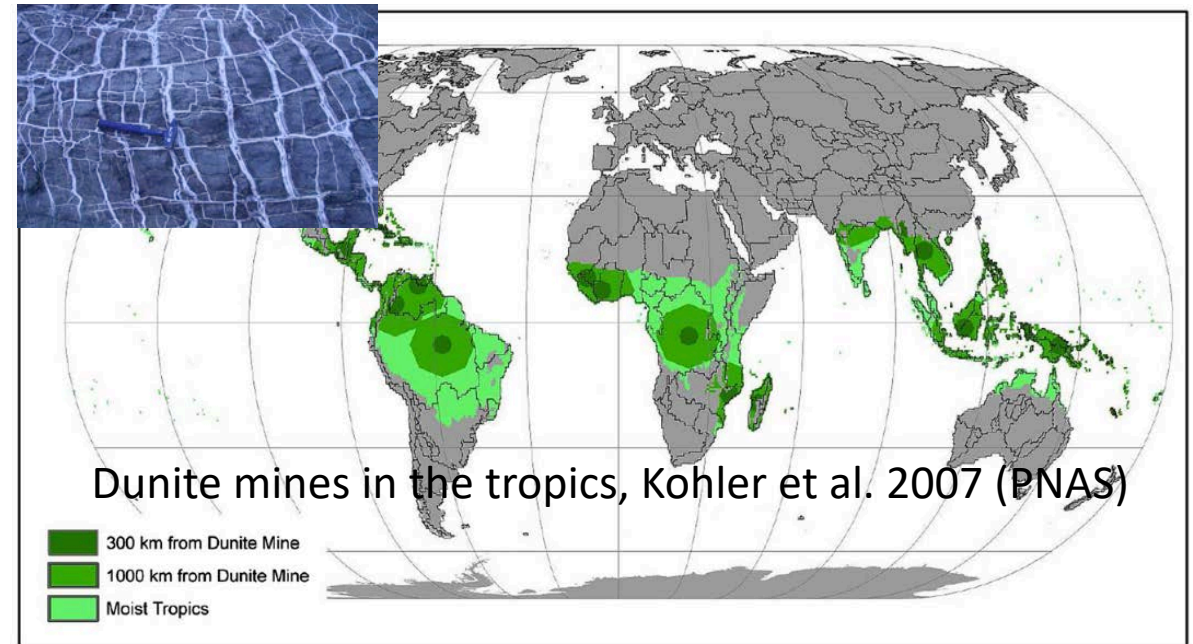 Dunite mines in the tropics, Kohler et al. 2007 (PNAS)
300 km from Dunite Mine
1000 km from Dunite Mine
Moist Tropics